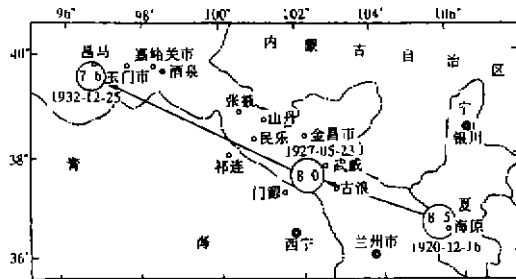 96° 98° 100° 102° 104° 106°
40° 内 蒙 古 自 治 区 40°
昌马 嘉峪关市
7.6 玉门市 酒泉
1932-12-25
张掖
山丹
宁
民乐 金昌市 银川
1927-05-23
38° 青 祁连 武威 38°
8.0
门源 古浪
夏
8.5 海原
海 西宁 兰州市 1920-12-16
36° 36°